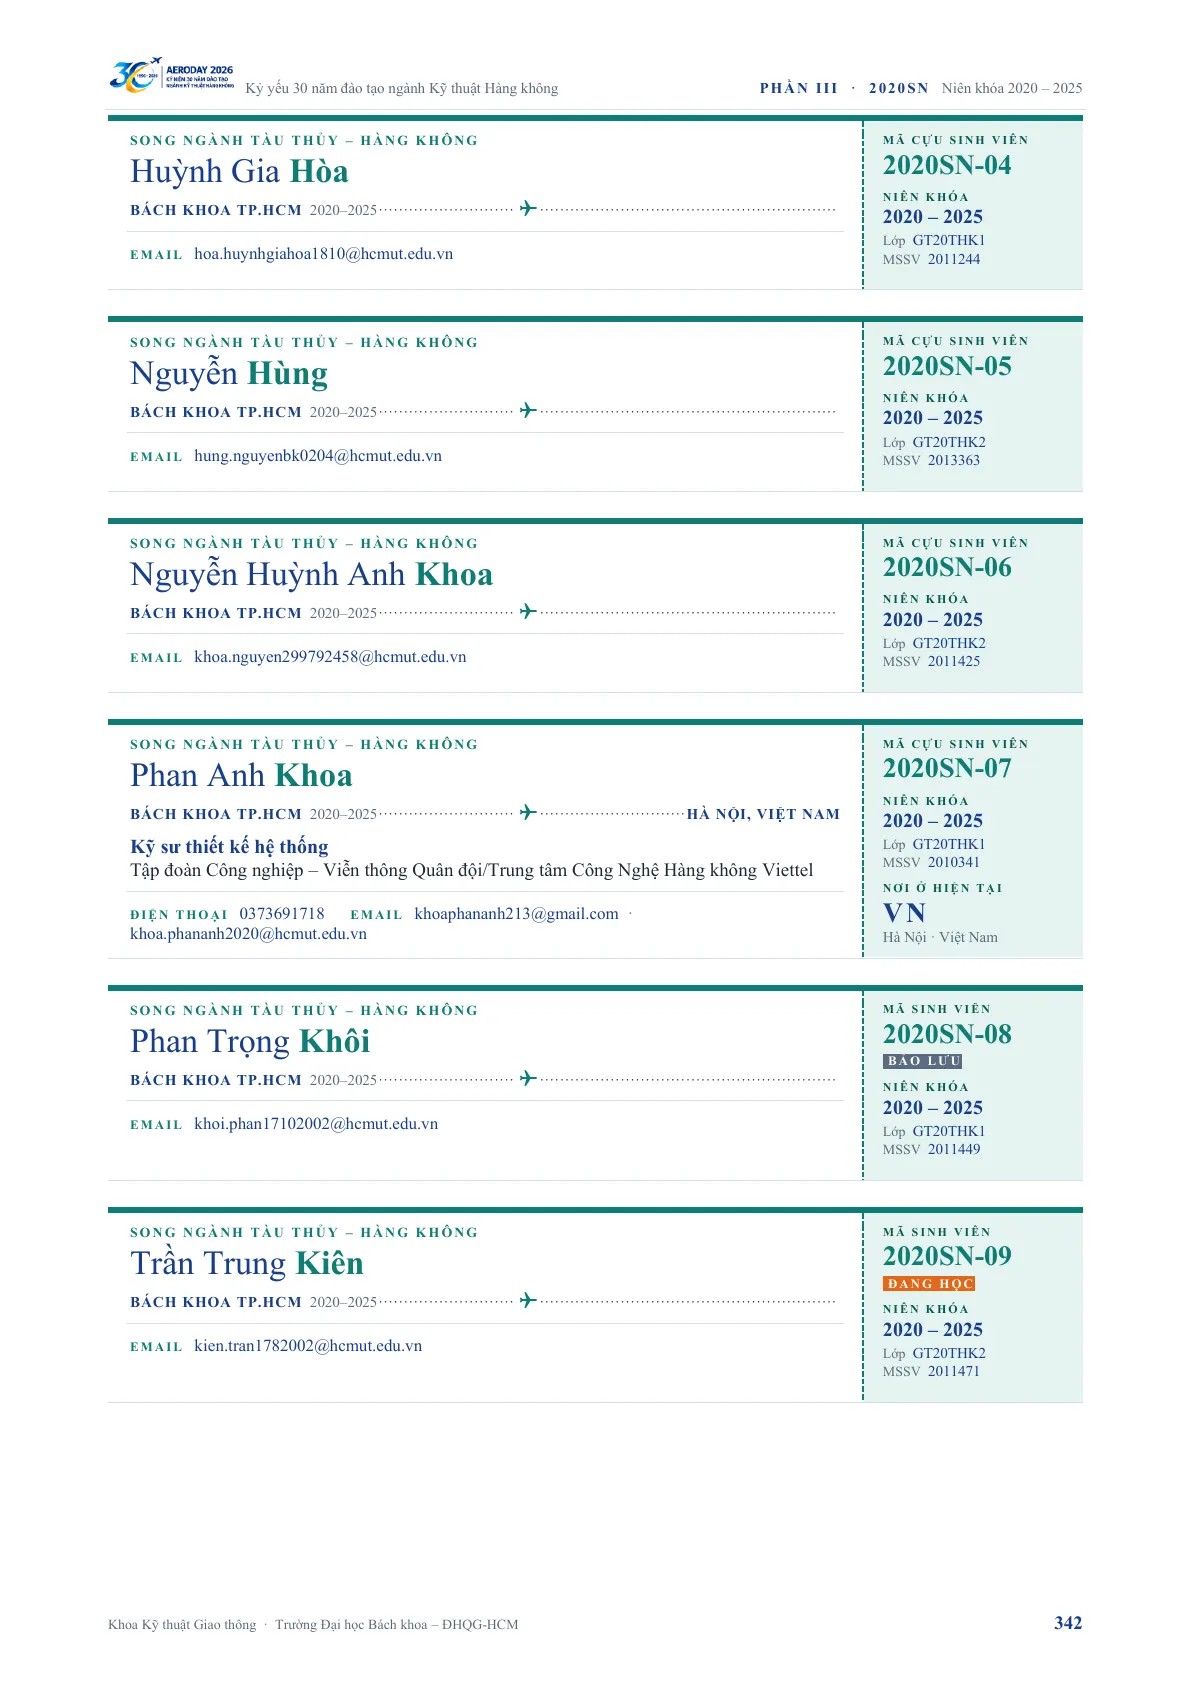 30
1996 - 2026
AERODAY 2026
KỶ NIỆM 30 NĂM ĐÀO TẠO
NGÀNH KỸ THUẬT HÀNG KHÔNG
Kỷ yếu 30 năm đào tạo ngành Kỹ thuật Hàng không
PHẦN III · 2020SN Niên khóa 2020 – 2025
SONG NGÀNH TÀU THỦY – HÀNG KHÔNG
Huỳnh Gia Hòa
BÁCH KHOA TP.HCM 2020–2025
EMAIL hoa.huynhgiahoa1810@hcmut.edu.vn
MÃ CỰU SINH VIÊN
2020SN-04
NIÊN KHÓA
2020 – 2025
Lớp GT20THK1
MSSV 2011244
SONG NGÀNH TÀU THỦY – HÀNG KHÔNG
Nguyễn Hùng
BÁCH KHOA TP.HCM 2020–2025
EMAIL hung.nguyenbk0204@hcmut.edu.vn
MÃ CỰU SINH VIÊN
2020SN-05
NIÊN KHÓA
2020 – 2025
Lớp GT20THK2
MSSV 2013363
SONG NGÀNH TÀU THỦY – HÀNG KHÔNG
Nguyễn Huỳnh Anh Khoa
BÁCH KHOA TP.HCM 2020–2025
EMAIL khoa.nguyen299792458@hcmut.edu.vn
MÃ CỰU SINH VIÊN
2020SN-06
NIÊN KHÓA
2020 – 2025
Lớp GT20THK2
MSSV 2011425
SONG NGÀNH TÀU THỦY – HÀNG KHÔNG
Phan Anh Khoa
BÁCH KHOA TP.HCM 2020–2025 HÀ NỘI, VIỆT NAM
Kỹ sư thiết kế hệ thống
Tập đoàn Công nghiệp – Viễn thông Quân đội/Trung tâm Công Nghệ Hàng không Viettel
ĐIỆN THOẠI 0373691718 EMAIL khoaphananh213@gmail.com ·
khoa.phananh2020@hcmut.edu.vn
MÃ CỰU SINH VIÊN
2020SN-07
NIÊN KHÓA
2020 – 2025
Lớp GT20THK1
MSSV 2010341
NƠI Ở HIỆN TẠI
VN
Hà Nội · Việt Nam
SONG NGÀNH TÀU THỦY – HÀNG KHÔNG
Phan Trọng Khôi
BÁCH KHOA TP.HCM 2020–2025
EMAIL khoi.phan17102002@hcmut.edu.vn
MÃ SINH VIÊN
2020SN-08
BẢO LƯU
NIÊN KHÓA
2020 – 2025
Lớp GT20THK1
MSSV 2011449
SONG NGÀNH TÀU THỦY – HÀNG KHÔNG
Trần Trung Kiên
BÁCH KHOA TP.HCM 2020–2025
EMAIL kien.tran1782002@hcmut.edu.vn
MÃ SINH VIÊN
2020SN-09
ĐANG HỌC
NIÊN KHÓA
2020 – 2025
Lớp GT20THK2
MSSV 2011471
Khoa Kỹ thuật Giao thông · Trường Đại học Bách khoa – ĐHQG-HCM
342